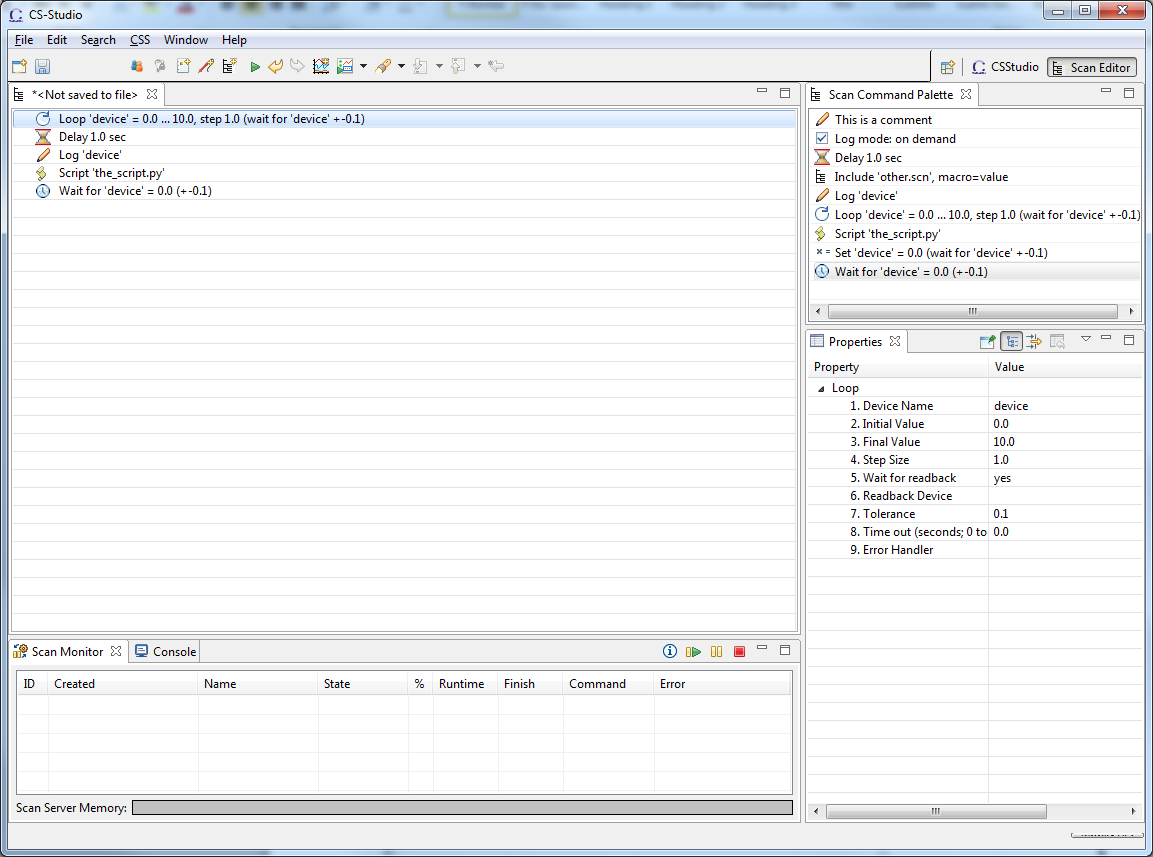 CS-Studio
File Edit Search CSS Window Help
CSStudio Scan Editor
*<Not saved to file>
Loop 'device' = 0.0 ... 10.0, step 1.0 (wait for 'device' +-0.1)
Delay 1.0 sec
Log 'device'
Script 'the_script.py'
Wait for 'device' = 0.0 (+-0.1)
Scan Command Palette
This is a comment
Log mode: on demand
Delay 1.0 sec
Include 'other.scn', macro=value
Log 'device'
Loop 'device' = 0.0 ... 10.0, step 1.0 (wait for 'device' +-0.1)
Script 'the_script.py'
Set 'device' = 0.0 (wait for 'device' +-0.1)
Wait for 'device' = 0.0 (+-0.1)
Properties
Property Value
Loop
1. Device Name device
2. Initial Value 0.0
3. Final Value 10.0
4. Step Size 1.0
5. Wait for readback yes
6. Readback Device
7. Tolerance 0.1
8. Time out (seconds; 0 to 0.0
9. Error Handler
Scan Monitor Console
ID Created Name State % Runtime Finish Command Error
Scan Server Memory: